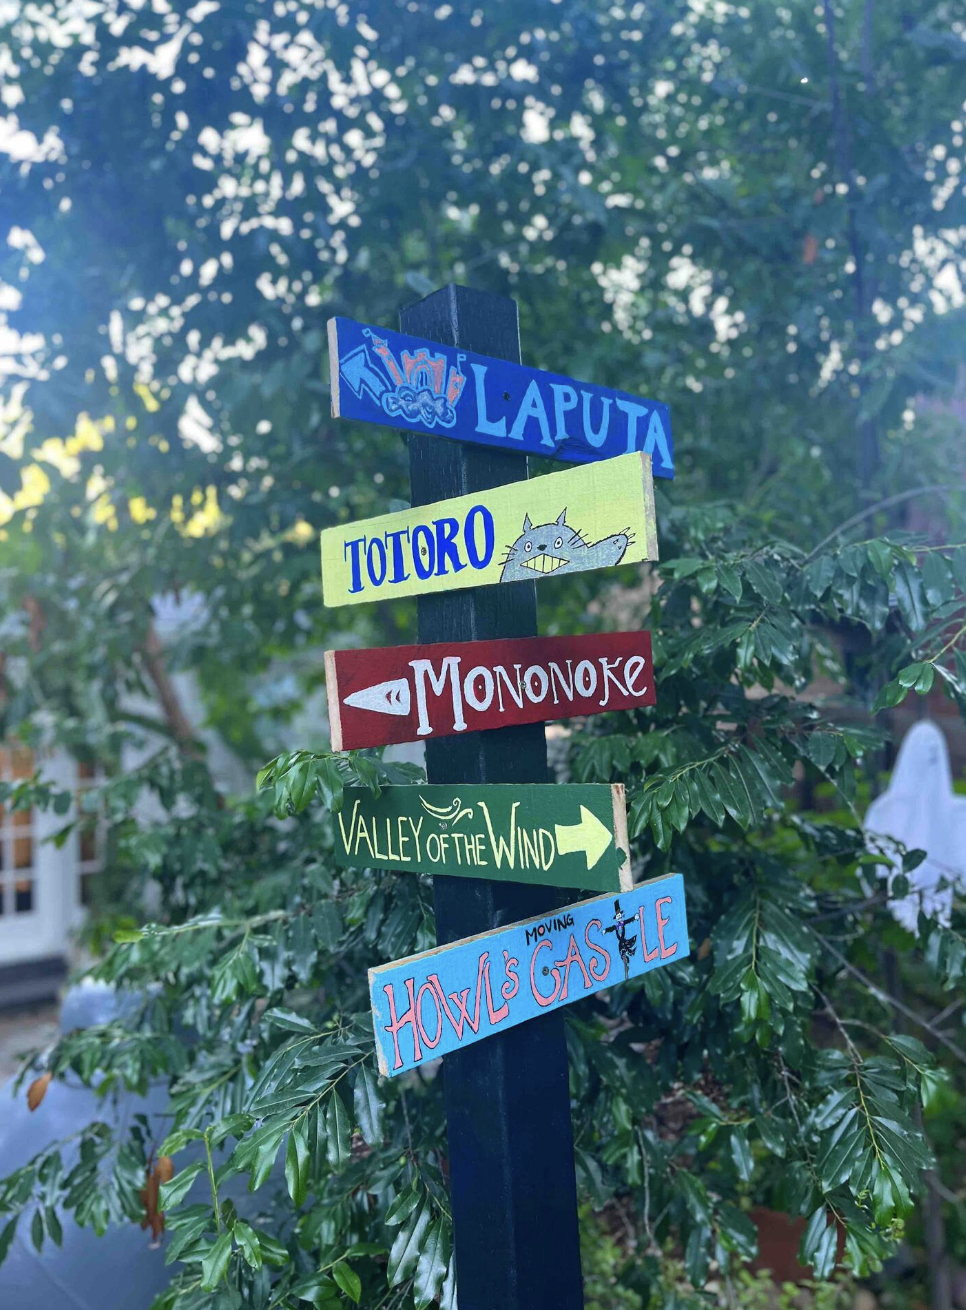 LAPUTA
TOTORO
MONONOKE
VALLEY OF THE WIND
MOVING
HOWL'S CASTLE